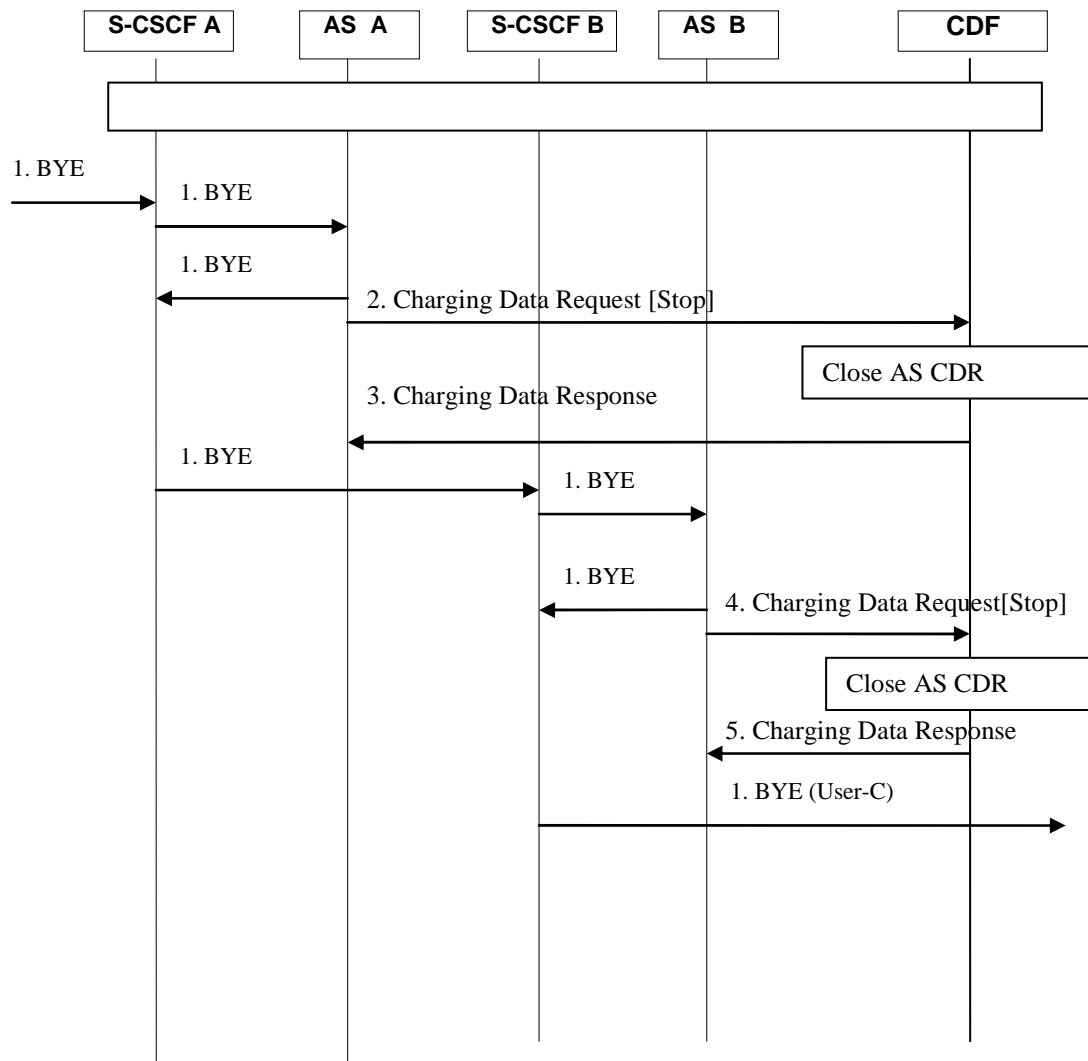 S-CSCF A
AS A
S-CSCF B
AS B
CDF
1. BYE
1. BYE
1. BYE
2. Charging Data Request [Stop]
Close AS CDR
3. Charging Data Response
1. BYE
1. BYE
1. BYE
4. Charging Data Request[Stop]
Close AS CDR
5. Charging Data Response
1. BYE (User-C)